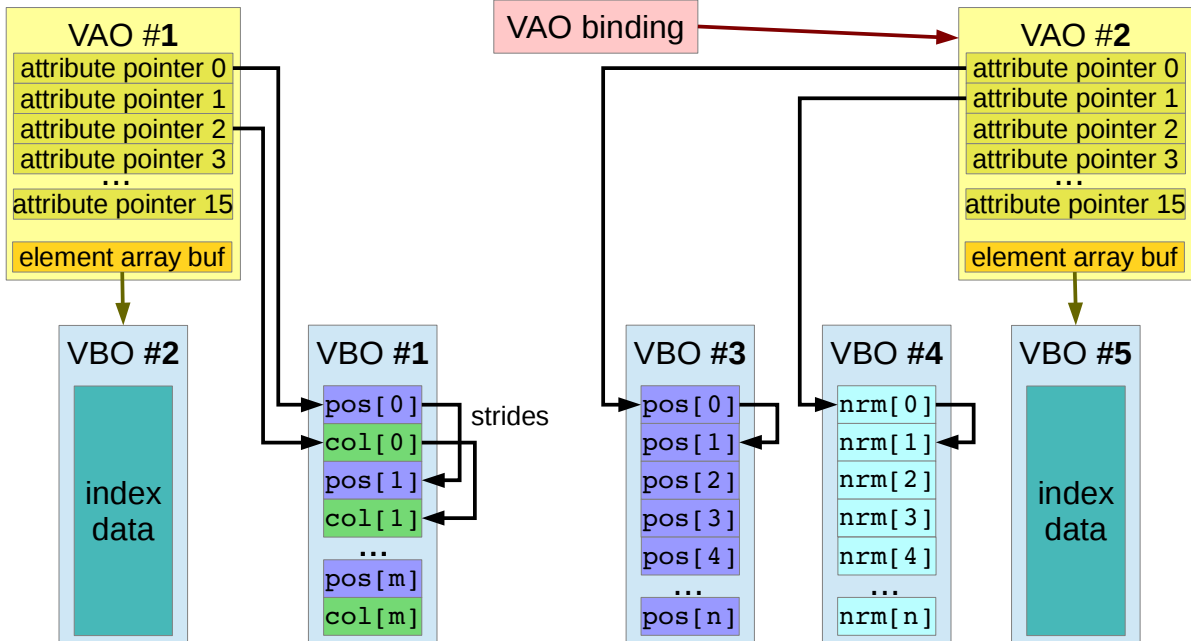 VAO #1
attribute pointer 0
attribute pointer 1
attribute pointer 2
attribute pointer 3
...
attribute pointer 15
element array buf
VAO binding
VAO #2
attribute pointer 0
attribute pointer 1
attribute pointer 2
attribute pointer 3
...
attribute pointer 15
element array buf
VBO #2
index
data
VBO #1
pos[0]
col[0]
pos[1]
col[1]
...
pos[m]
col[m]
strides
VBO #3
pos[0]
pos[1]
pos[2]
pos[3]
pos[4]
...
pos[n]
VBO #4
nrm[0]
nrm[1]
nrm[2]
nrm[3]
nrm[4]
...
nrm[n]
VBO #5
index
data